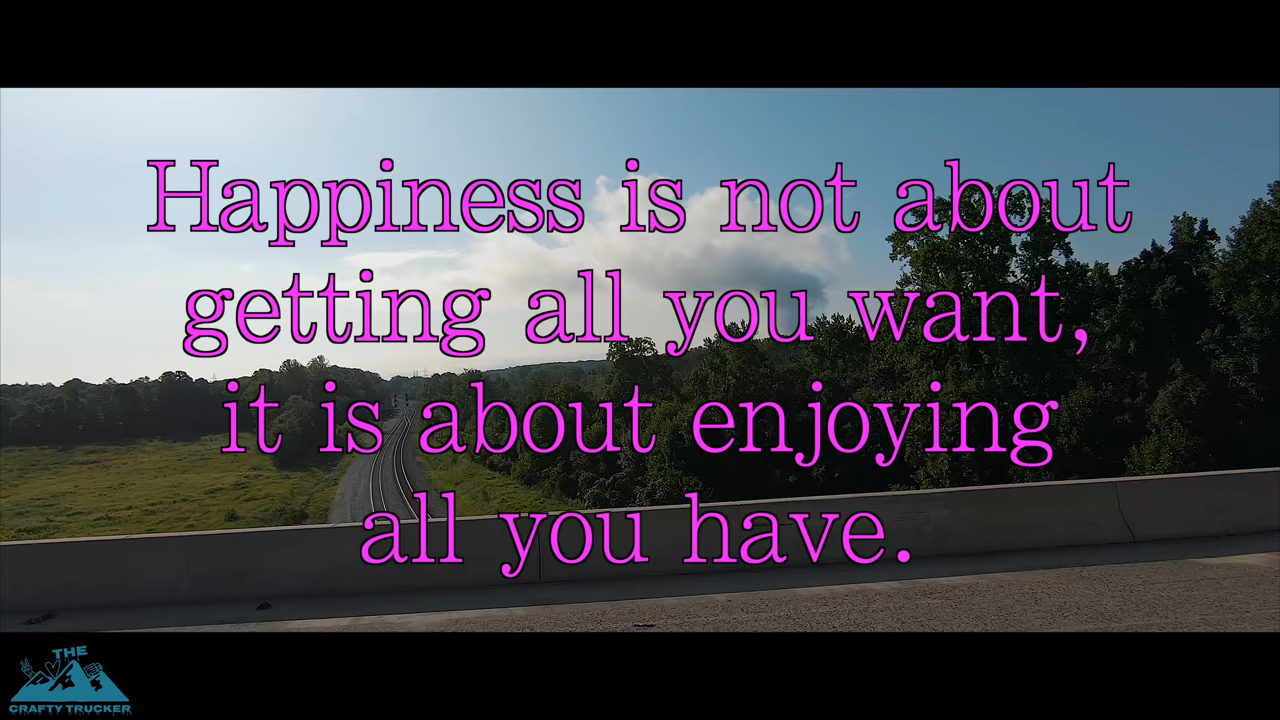 Happiness is not about
getting all you want,
it is about enjoying
all you have.
THE
CRAFTY TRUCKER